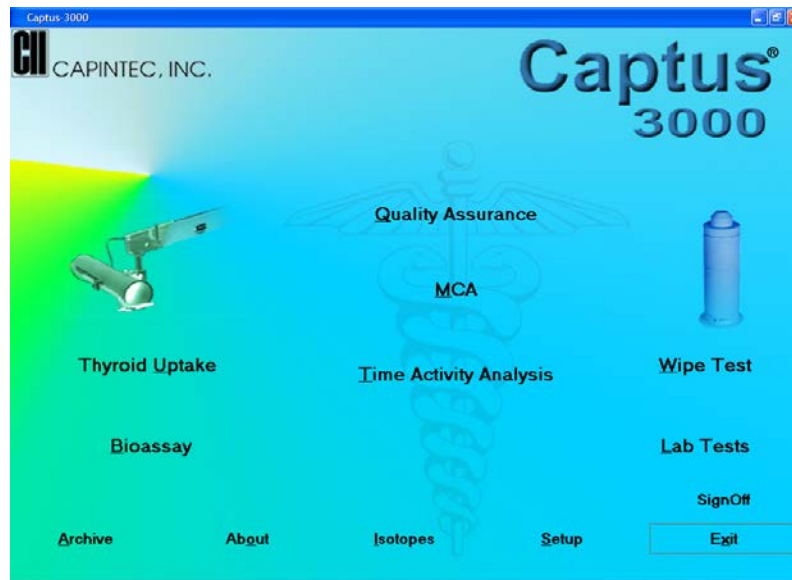 Captus-3000
CII CAPINTEC, INC.
Captus®
3000
Quality Assurance
MCA
Thyroid Uptake
Time Activity Analysis
Wipe Test
Bioassay
Lab Tests
SignOff
Archive
About
Isotopes
Setup
Exit